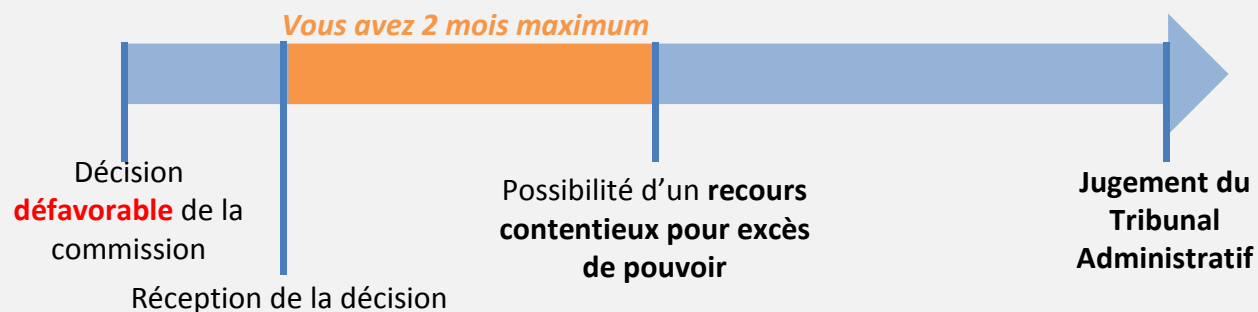 Vous avez 2 mois maximum
Décision
défavorable de la
commission
Réception de la décision
Possibilité d’un recours
contentieux pour excès
de pouvoir
Jugement du
Tribunal
Administratif